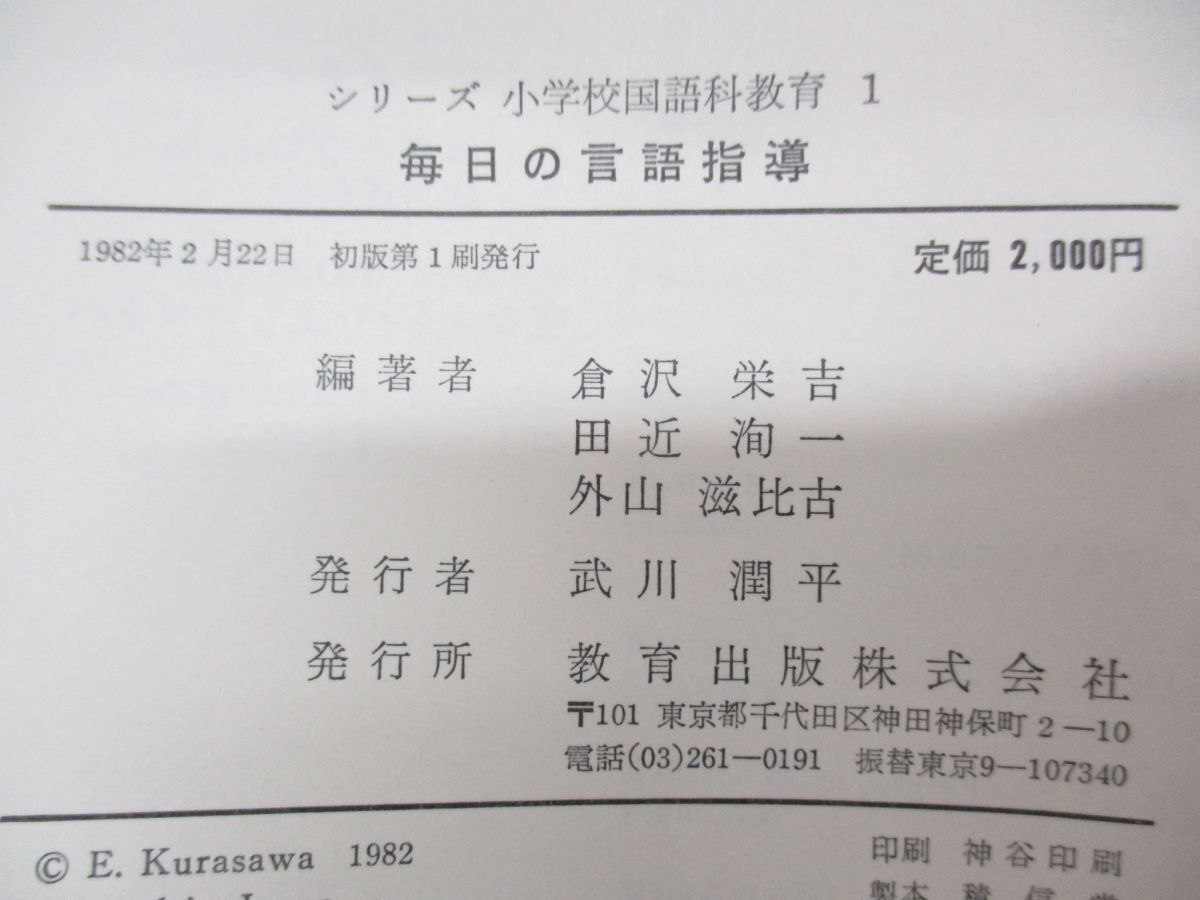 シリーズ 小学校国語科教育 1
毎日の言語指導
1982年2月22日 初版第1刷発行 定価 2,000円
編著者 倉沢 栄吉
田近 洵一
外山 滋比古
発行者 武川 潤平
発行所 教育出版株式会社
〒101 東京都千代田区神田神保町2―10
電話(03)261―0191 振替東京9―107340
© E. Kurasawa 1982 印刷 神谷印刷
製本